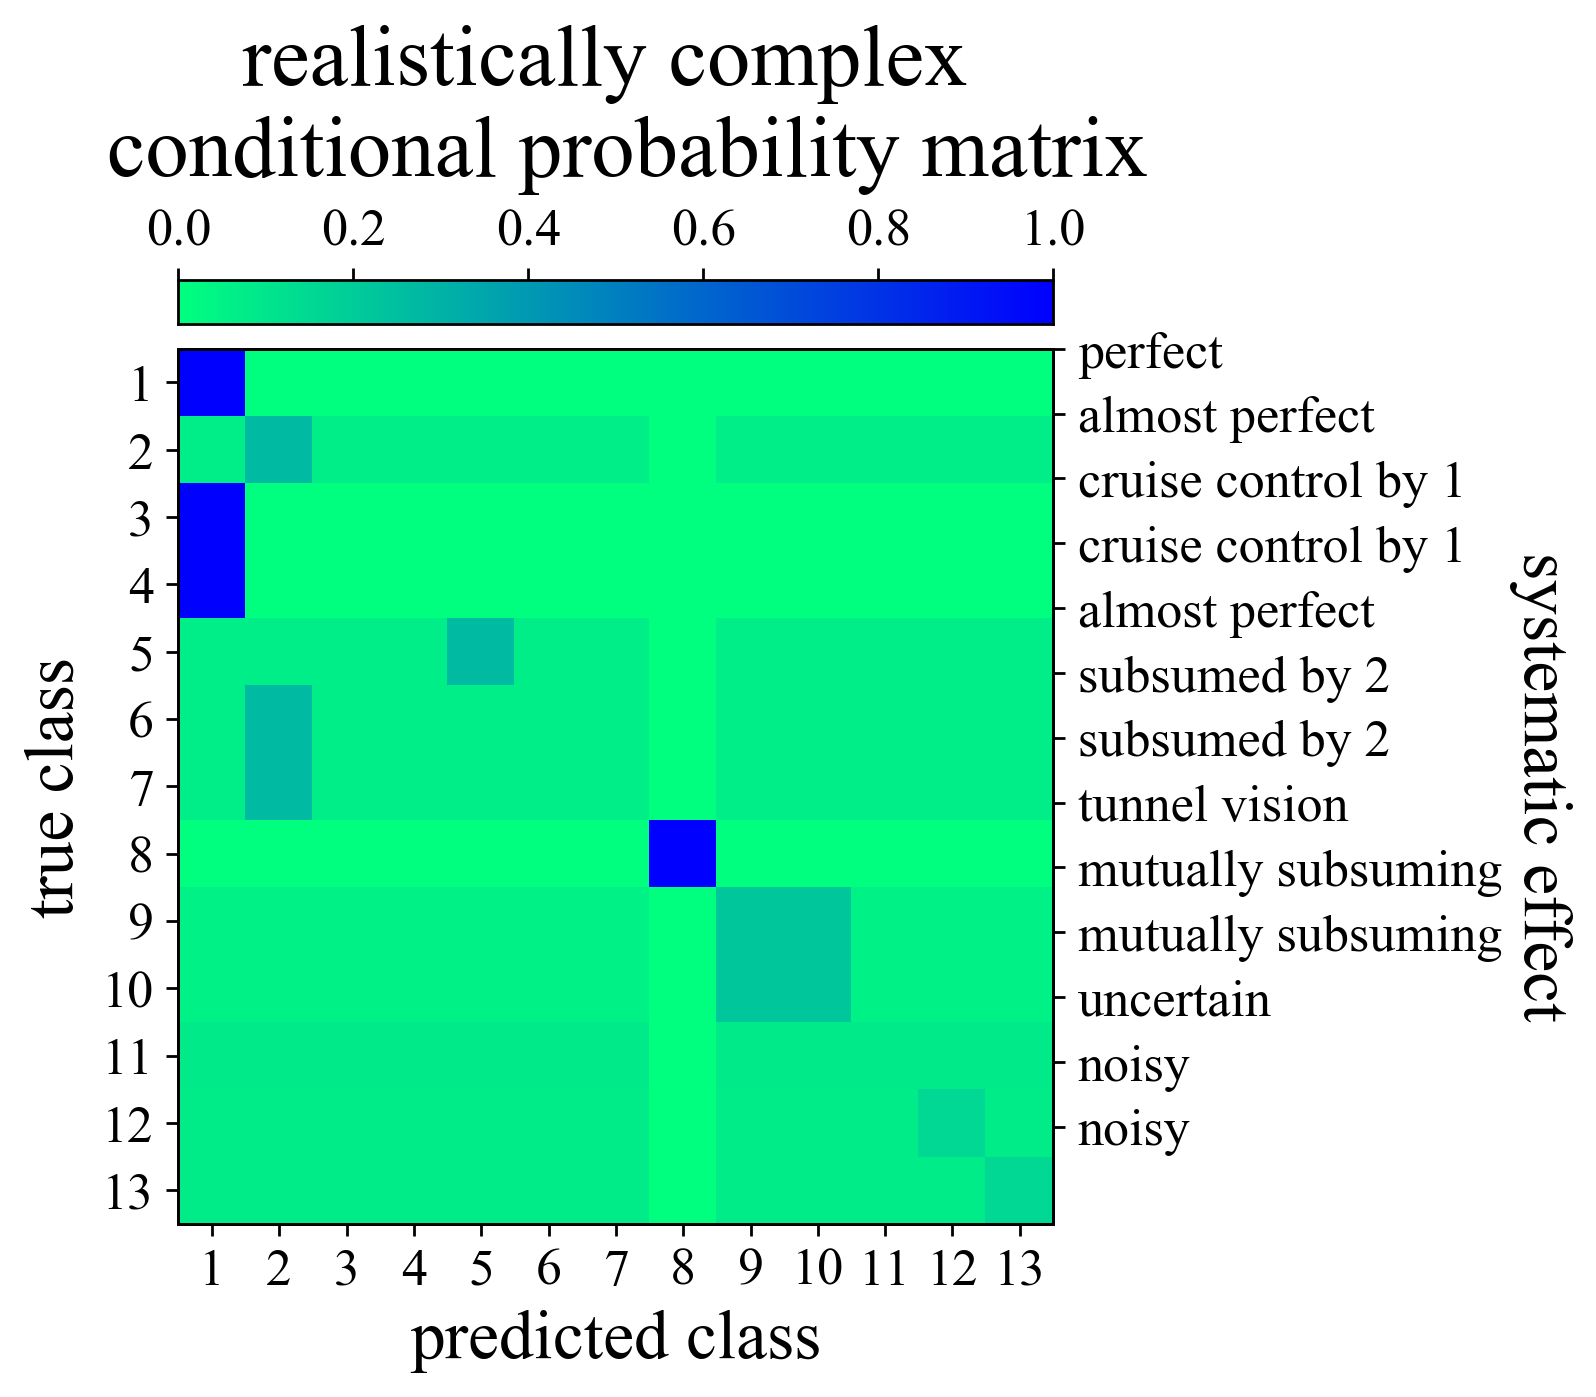 realistically complex
conditional probability matrix
0.0 0.2 0.4 0.6 0.8 1.0
1 perfect
2 almost perfect
3 cruise control by 1
4 cruise control by 1
5 almost perfect
6 subsumed by 2
7 subsumed by 2
8 tunnel vision
9 mutually subsuming
10 mutually subsuming
11 uncertain
12 noisy
13 noisy
true class
systematic effect
1 2 3 4 5 6 7 8 9 10 11 12 13
predicted class